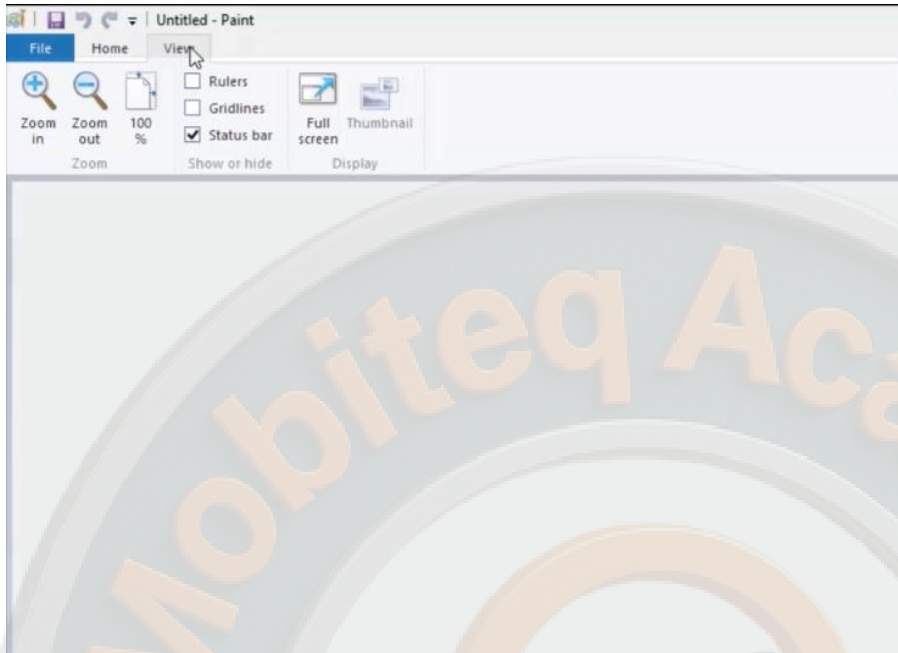 Untitled - Paint
File Home View
Rulers
Gridlines
Status bar
Zoom in
Zoom out
100 %
Full screen
Thumbnail
Zoom
Show or hide
Display
Mobiteq Aca